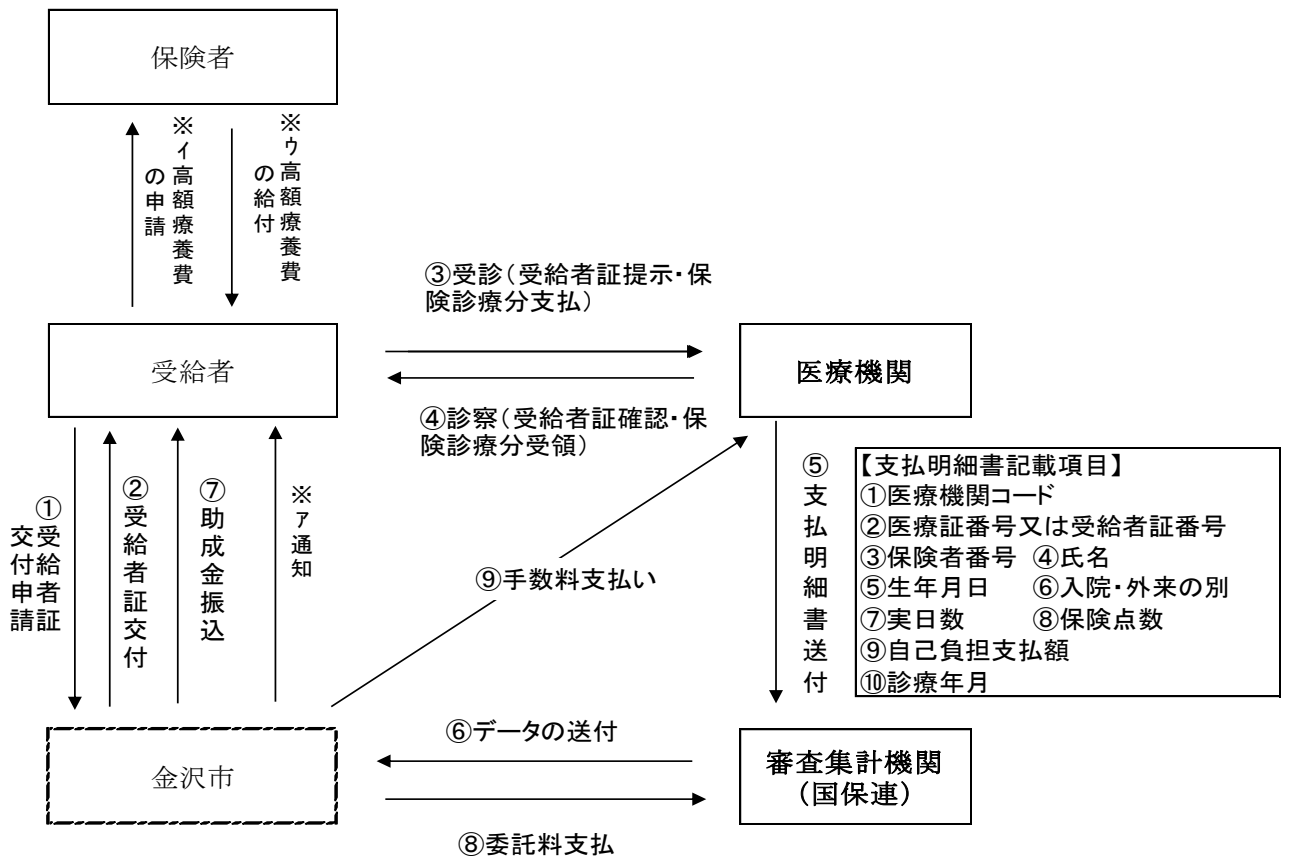 保険者
※ィ高額療養費
の申請
※ゥ高額療養費
の給付
③受診(受給者証提示・保
険診療分支払)
受給者
医療機関
④診察(受給者証確認・保
険診療分受領)
①受給者証
交付申請
②受給者証交付
⑦助成金振込
※ァ通知
⑨手数料支払い
⑤支払明細書送付
【支払明細書記載項目】
①医療機関コード
②医療証番号又は受給者証番号
③保険者番号 ④氏名
⑤生年月日 ⑥入院・外来の別
⑦実日数 ⑧保険点数
⑨自己負担支払額
⑩診療年月
⑥データの送付
金沢市
審査集計機関
(国保連)
⑧委託料支払